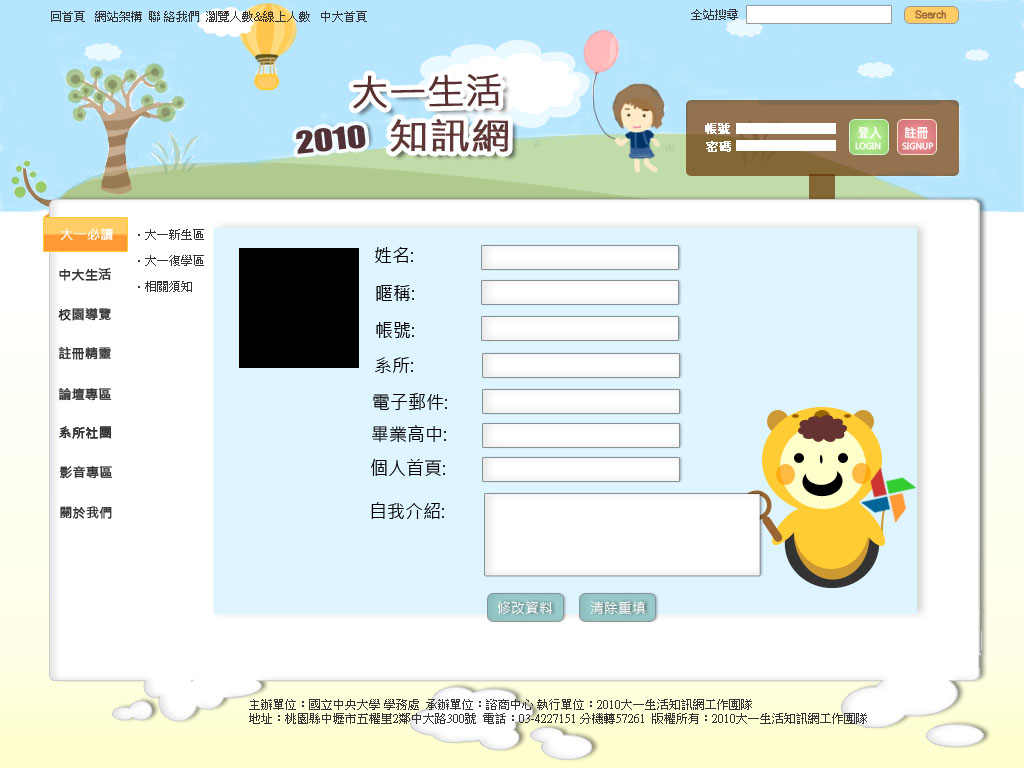 回首頁 網站架構 聯 絡我們 瀏覽人數&線上人數 中大首頁
全站搜尋 Search
大一生活
2010 知訊網
帳號
密碼
登入
LOGIN
註冊
SIGNUP
大一必讀
中大生活
校園導覽
註冊精靈
論壇專區
系所社團
影音專區
關於我們
・大一新生區
・大一復學區
・相關須知
姓名:
暱稱:
帳號:
系所:
電子郵件:
畢業高中:
個人首頁:
自我介紹:
修改資料 清除重填
主辦單位：國立中央大學 學務處 承辦單位：諮商中心 執行單位：2010大一生活知訊網工作團隊
地址：桃園縣中壢市五權里2鄰中大路300號 電話：03-4227151 分機轉57261 版權所有：2010大一生活知訊網工作團隊